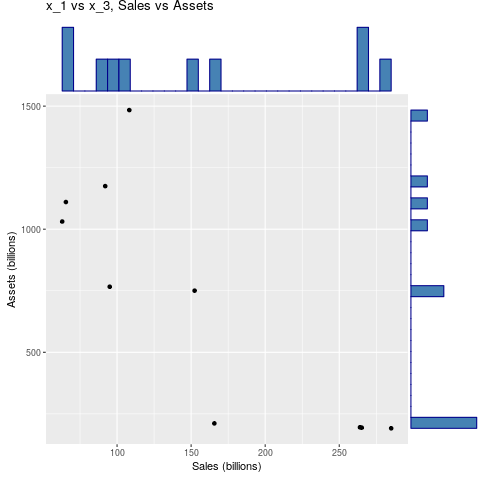 x_1 vs x_3, Sales vs Assets
1500
1000
500
Assets (billions)
100 150 200 250
Sales (billions)